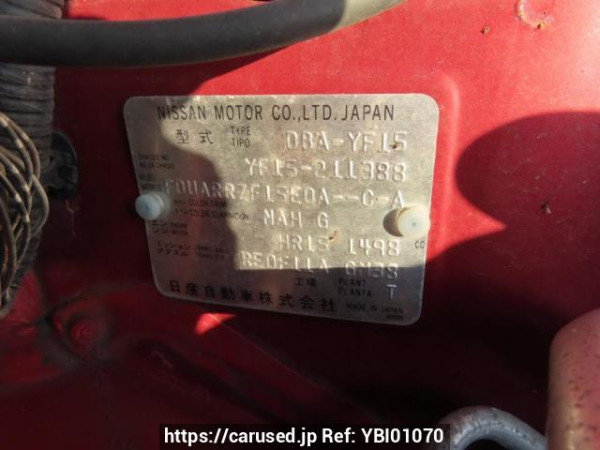 NISSAN MOTOR CO.,LTD. JAPAN
型式 TYPE TIPO DBA-YF15
YF15-211388
FDUARRZF15EDA--C-A
NAH G
HR15 1498 CC
RE0F11A GH38
工場 PLANT PLANTA T
日産自動車株式会社 MADE IN JAPAN
https://carused.jp Ref: YBI01070